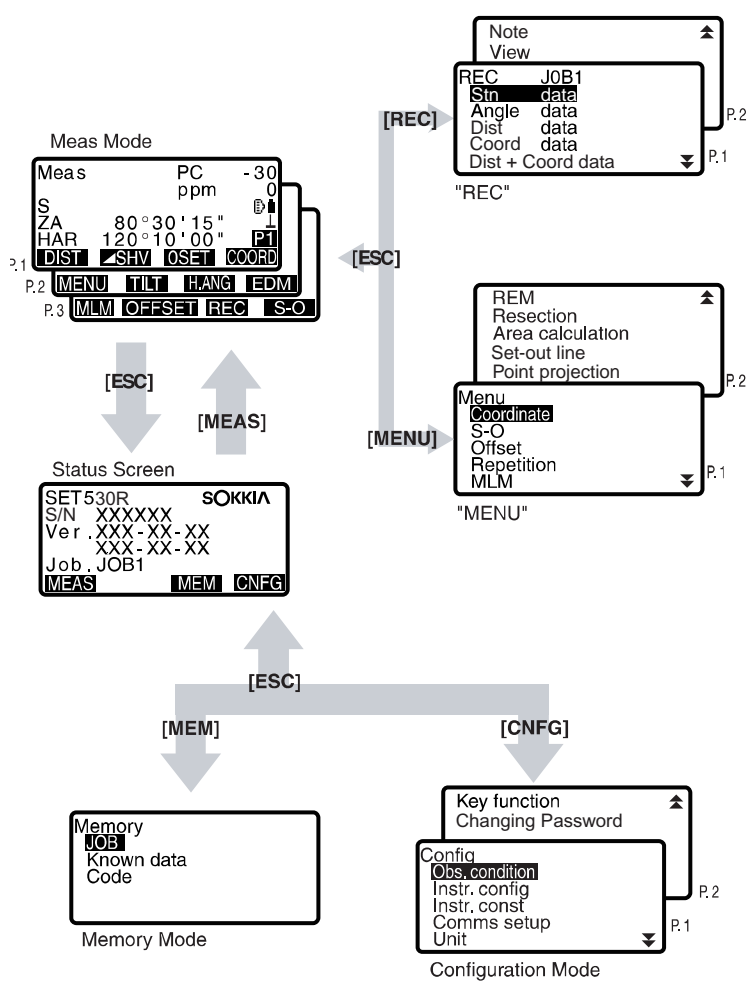 Note
View
REC J0B1
Stn data
Angle data
Dist data
Coord data
Dist + Coord data
P.2
P.1
"REC"
[REC]
Meas Mode
Meas PC -30
ppm 0
S
ZA 80°30'15"
HAR 120°10'00" P1
DIST ◢SHV 0SET COORD
P.1
MENU TILT H.ANG EDM
P.2
MLM OFFSET REC S-O
P.3
[ESC]
REM
Resection
Area calculation
Set-out line
Point projection
P.2
Menu
Coordinate
S-O
Offset
Repetition
MLM
P.1
"MENU"
[MENU]
[ESC]
[MEAS]
Status Screen
SET530R SOKKIA
S/N XXXXXX
Ver.XXX-XX-XX
XXX-XX-XX
Job.JOB1
MEAS MEM CNFG
[ESC]
[MEM]
[CNFG]
Memory
JOB
Known data
Code
Memory Mode
Key function
Changing Password
Config
Obs.condition
Instr.config
Instr.const
Comms setup
Unit
P.2
P.1
Configuration Mode